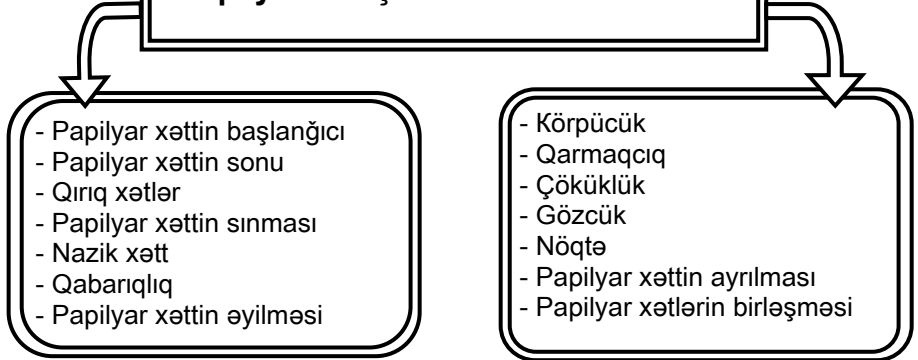 - Papilyar xəttin başlanğıcı
- Papilyar xəttin sonu
- Qırıq xətlər
- Papilyar xəttin sınması
- Nazik xətt
- Qabarıqlıq
- Papilyar xəttin əyilməsi
- Körpücük
- Qarmaqcıq
- Çöküklük
- Gözcük
- Nöqtə
- Papilyar xəttin ayrılması
- Papilyar xətlərin birləşməsi